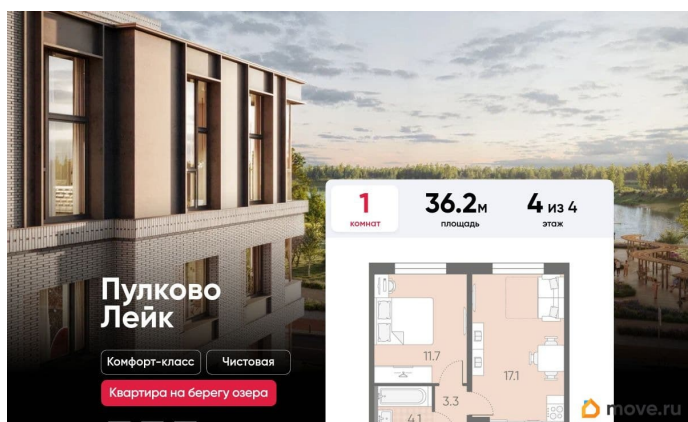 1
комнат
36.2м
площадь
4 из 4
этаж
Пулково
Лейк
Комфорт-класс
Чистовая
Квартира на берегу озера
11.7
17.1
3.3
4.1
move.ru